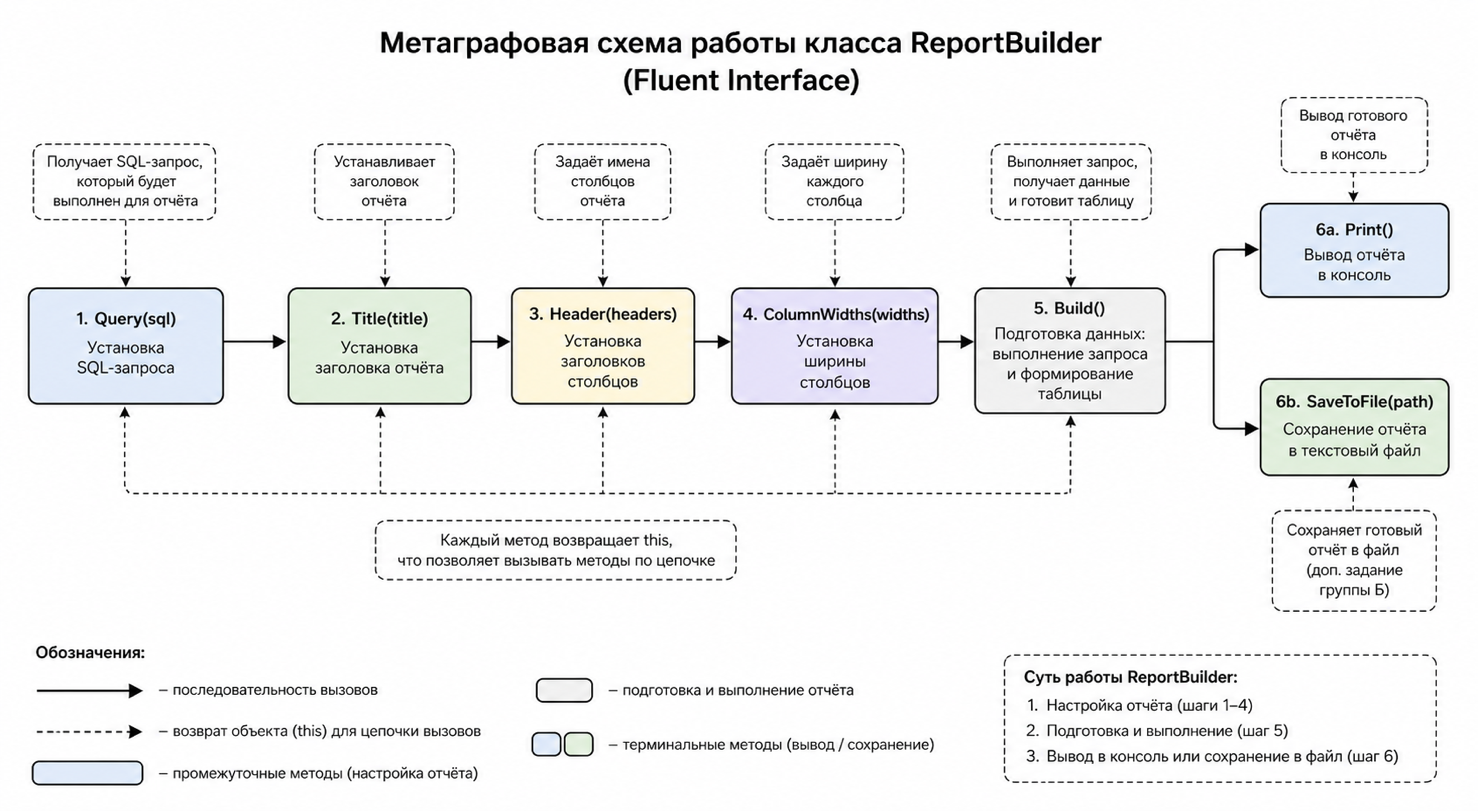 Метаграфовая схема работы класса ReportBuilder
(Fluent Interface)
Получает SQL-запрос,
который будет
выполнен для отчёта
Устанавливает
заголовок
отчёта
Задаёт имена
столбцов
отчёта
Задаёт ширину
каждого
столбца
Выполняет запрос,
получает данные
и готовит таблицу
Вывод готового
отчёта
в консоль
1. Query(sql)
Установка
SQL-запроса
2. Title(title)
Установка
заголовка отчёта
3. Header(headers)
Установка
заголовков
столбцов
4. ColumnWidths(widths)
Установка
ширины
столбцов
5. Build()
Подготовка данных:
выполнение запроса
и формирование
таблицы
6a. Print()
Вывод отчёта
в консоль
6b. SaveToFile(path)
Сохранение отчёта
в текстовый файл
Каждый метод возвращает this,
что позволяет вызывать методы по цепочке
Сохраняет готовый
отчёт в файл
(доп. задание
группы Б)
Обозначения:
– последовательность вызовов
– возврат объекта (this) для цепочки вызовов
– промежуточные методы (настройка отчёта)
– подготовка и выполнение отчёта
– терминальные методы (вывод / сохранение)
Суть работы ReportBuilder:
1. Настройка отчёта (шаги 1–4)
2. Подготовка и выполнение (шаг 5)
3. Вывод в консоль или сохранение в файл (шаг 6)